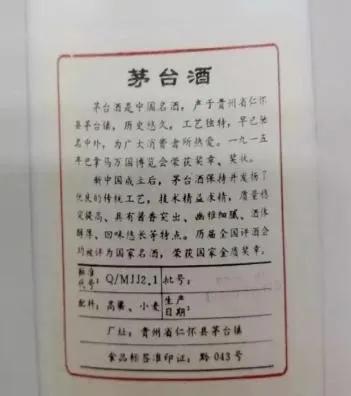 茅台酒
茅台酒是中国名酒，产于贵州省仁怀
县茅台镇，历史悠久，工艺独特，早已驰
名中外，为广大消费者所热爱。一九一五
年巴拿马万国博览会荣获奖章、奖状。
新中国成立后，茅台酒保持并发扬了
优良的传统工艺，技术精益求精，质量稳
定提高、具有酱香突出、幽雅细腻、酒体
醇厚、回味悠长等特点。历届全国评酒会
均被评为国家名酒，荣获国家金质奖章。
标准代号：Q/MJJ2.1 批号：
配料：高粱、小麦 生产日期：
厂址：贵州省仁怀县茅台镇
食品标签准印证：黔043号